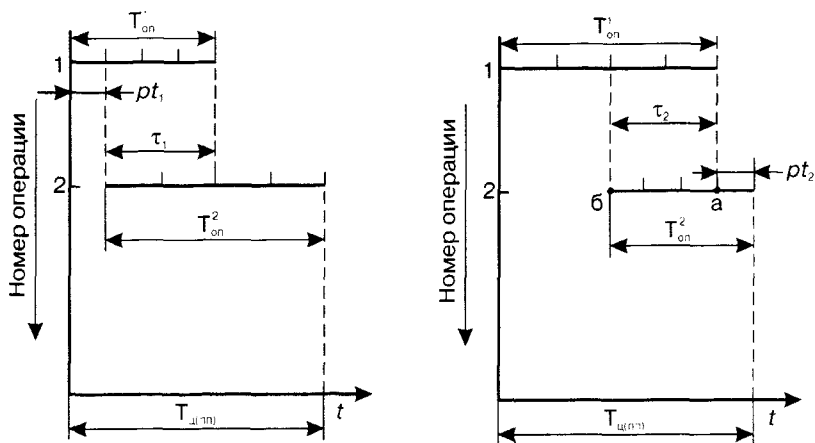 T¹оп
1
pt₁
τ₁
2
T²оп
Номер операции
Tц(пп)
t
T¹оп
1
τ₂
2
б
а
pt₂
T²оп
Номер операции
Tц(пп)
t